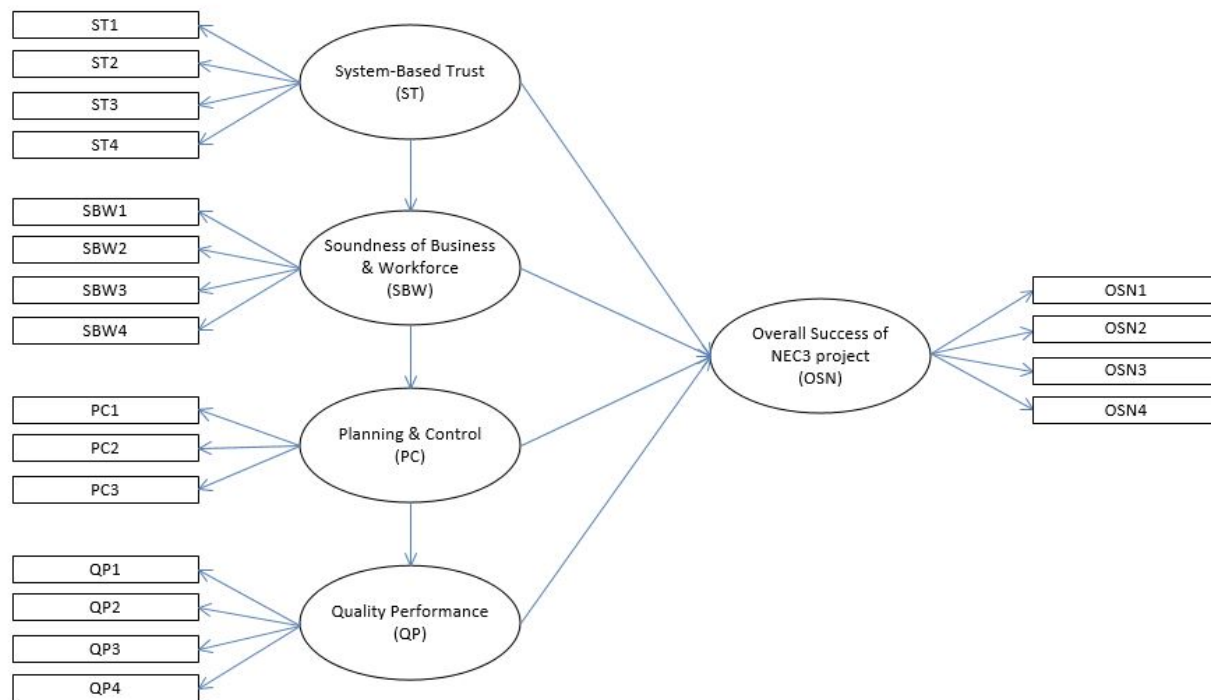 ST1
ST2
ST3
ST4
System-Based Trust
(ST)
SBW1
SBW2
SBW3
SBW4
Soundness of Business
& Workforce
(SBW)
PC1
PC2
PC3
Planning & Control
(PC)
QP1
QP2
QP3
QP4
Quality Performance
(QP)
Overall Success of
NEC3 project
(OSN)
OSN1
OSN2
OSN3
OSN4